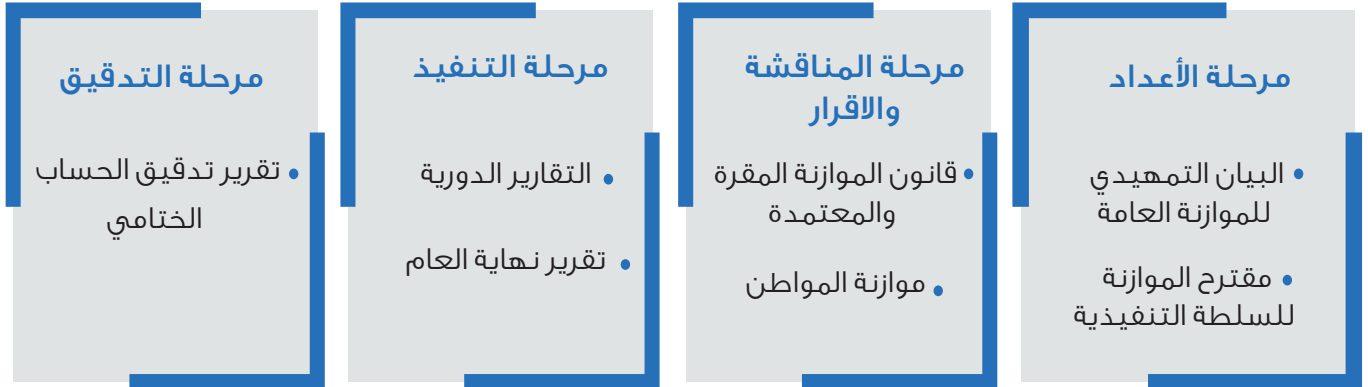 مرحلة الأعداد
البيان التمهيدي
للموازنة العامة
مقترح الموازنة
للسلطة التنفيذية
مرحلة المناقشة
والاقرار
قانون الموازنة المقرة
والمعتمدة
موازنة المواطن
مرحلة التنفيذ
التقارير الدورية
تقرير نهاية العام
مرحلة التدقيق
تقرير تدقيق الحساب
الختامي